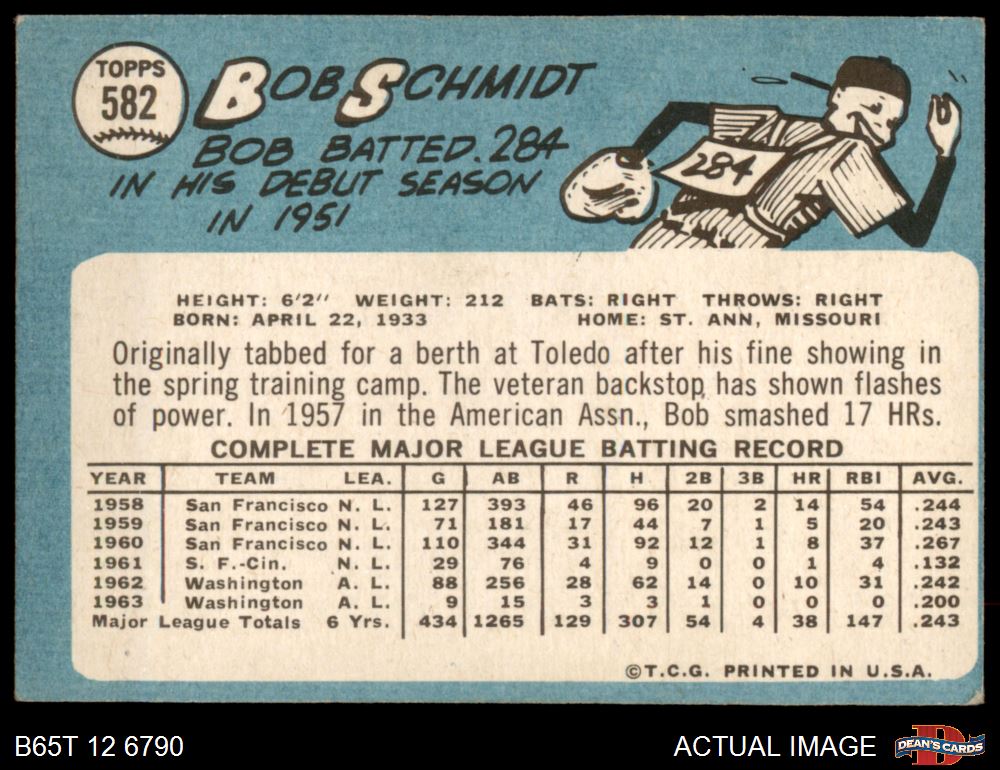 TOPPS
582
BOB SCHMIDT
BOB BATTED .284
IN HIS DEBUT SEASON
IN 1951
284
HEIGHT: 6'2" WEIGHT: 212 BATS: RIGHT THROWS: RIGHT
BORN: APRIL 22, 1933 HOME: ST. ANN, MISSOURI
Originally tabbed for a berth at Toledo after his fine showing in
the spring training camp. The veteran backstop has shown flashes
of power. In 1957 in the American Assn., Bob smashed 17 HRs.
COMPLETE MAJOR LEAGUE BATTING RECORD
YEAR TEAM LEA. G AB R H 2B 3B HR RBI AVG.
1958 San Francisco N. L. 127 393 46 96 20 2 14 54 .244
1959 San Francisco N. L. 71 181 17 44 7 1 5 20 .243
1960 San Francisco N. L. 110 344 31 92 12 1 8 37 .267
1961 S. F.-Cin. N. L. 29 76 4 9 0 0 1 4 .132
1962 Washington A. L. 88 256 28 62 14 0 10 31 .242
1963 Washington A. L. 9 15 3 3 1 0 0 0 .200
Major League Totals 6 Yrs. 434 1265 129 307 54 4 38 147 .243
©T.C.G. PRINTED IN U.S.A.
B65T 12 6790 ACTUAL IMAGE
D
DEAN'S CARDS